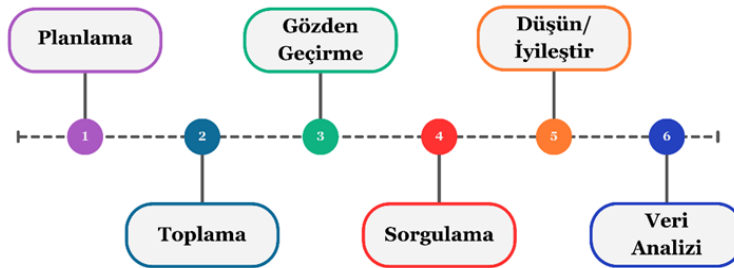 Planlama
1
Toplama
2
Gözden
Geçirme
3
Sorgulama
4
Düşün/
İyileştir
5
Veri
Analizi
6